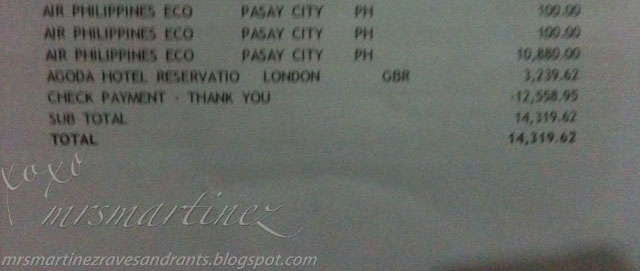 AIR PHILIPPINES ECO PASAY CITY PH 100.00
AIR PHILIPPINES ECO PASAY CITY PH 100.00
AIR PHILIPPINES ECO PASAY CITY PH 10,880.00
AGODA HOTEL RESERVATIO LONDON GBR 3,239.62
CHECK PAYMENT - THANK YOU -12,558.95
SUB TOTAL 14,319.62
TOTAL 14,319.62
xoxo
mrsmartinez
mrsmartinezravesandrants.blogspot.com